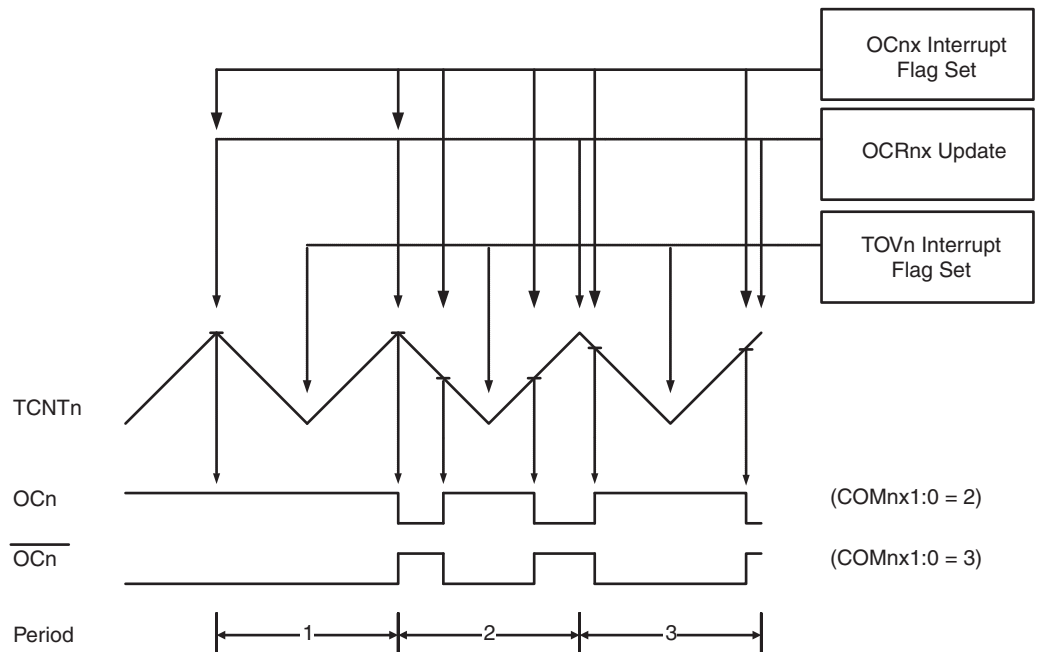 OCnx Interrupt
Flag Set
OCRnx Update
TOVn Interrupt
Flag Set
TCNTn
OCn
(COMnx1:0 = 2)
OCn
(COMnx1:0 = 3)
Period
1
2
3